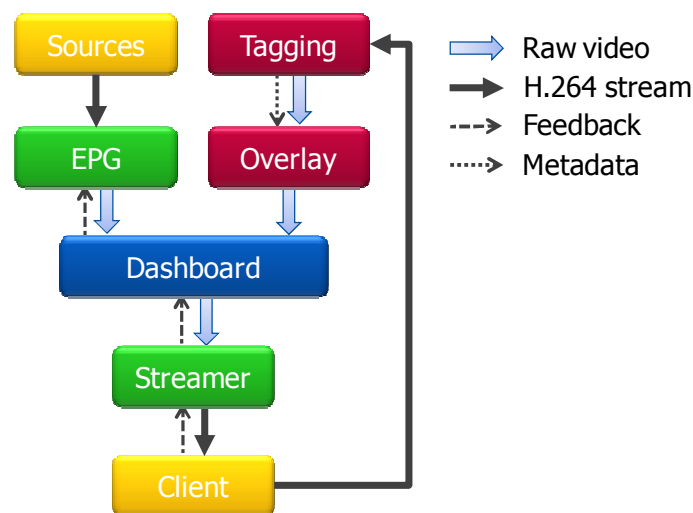 Sources
Tagging
Raw video
H.264 stream
Feedback
Metadata
EPG
Overlay
Dashboard
Streamer
Client